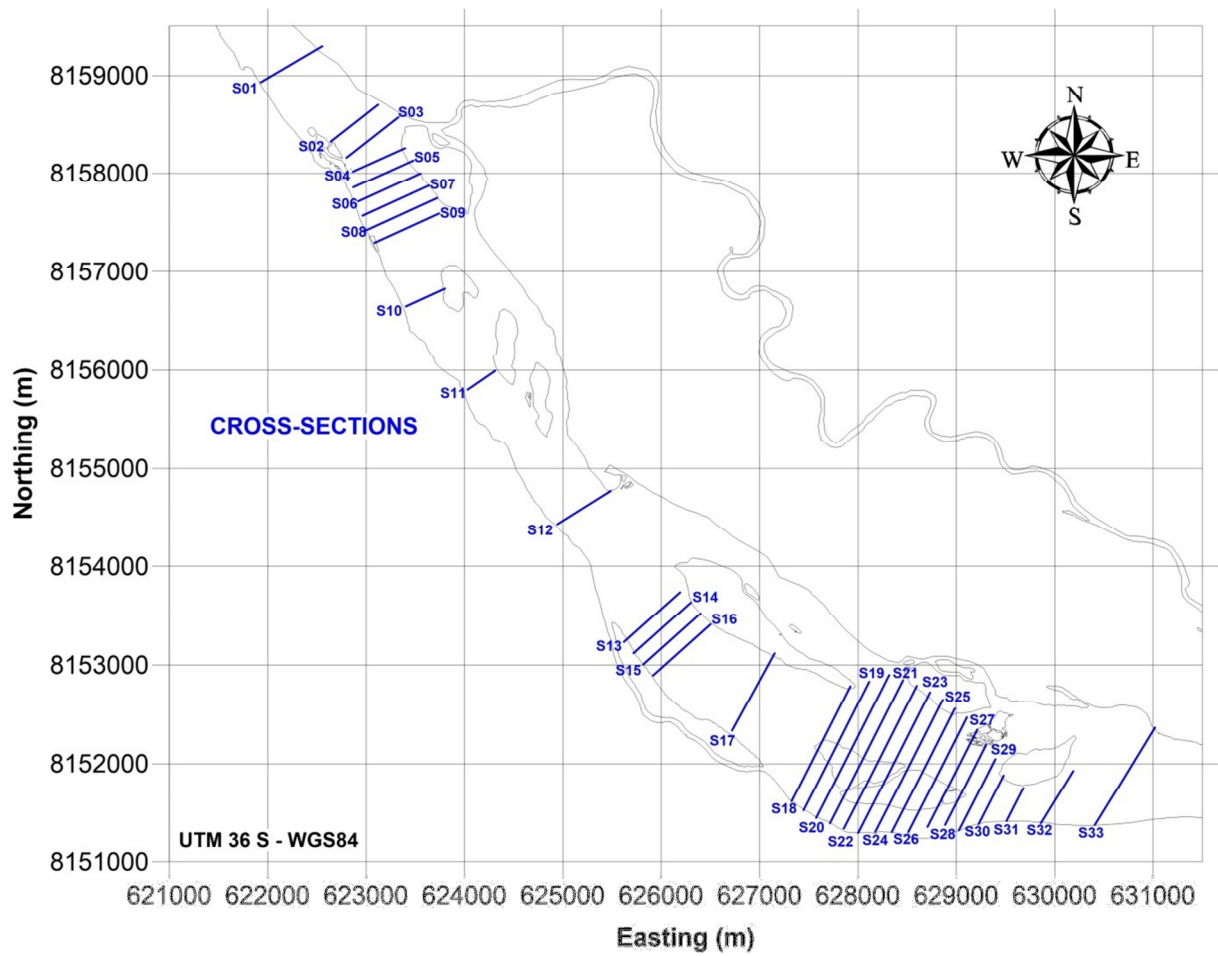 N
W E
S
8159000
8158000
8157000
8156000
8155000
8154000
8153000
8152000
8151000
Northing (m)
S01
S03
S02
S05
S04
S07
S06
S09
S08
S10
S11
CROSS-SECTIONS
S12
S14
S16
S13
S15
S17
S19 S21
S23
S25
S27
S29
S18
S20
S22 S24 S26 S28 S30 S31 S32 S33
UTM 36 S - WGS84
621000 622000 623000 624000 625000 626000 627000 628000 629000 630000 631000
Easting (m)